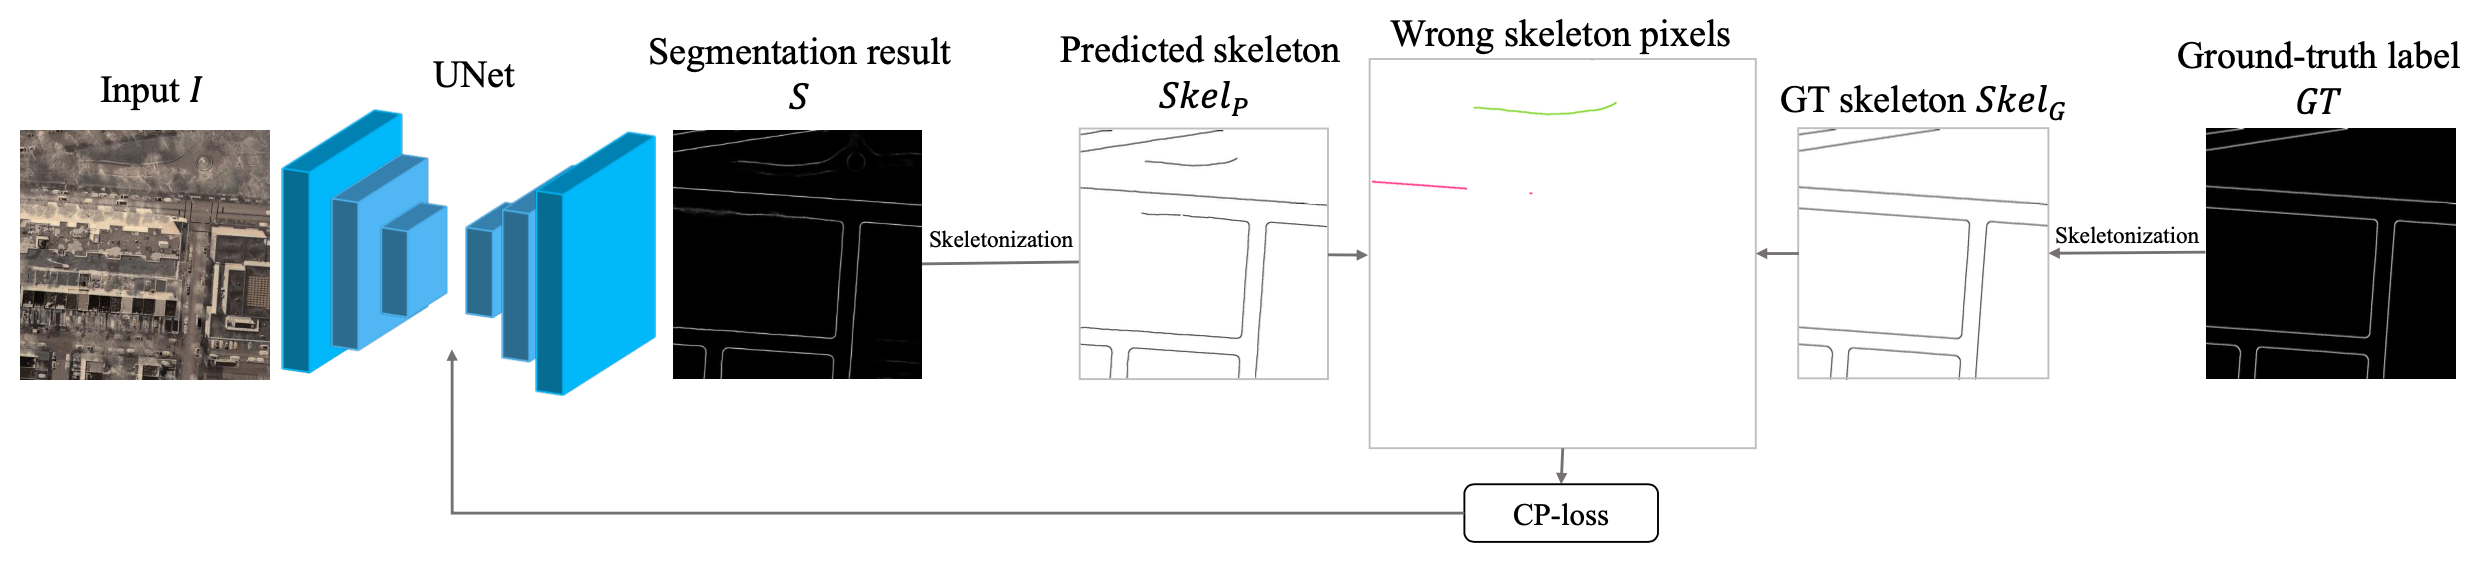 Input I
UNet
Segmentation result
S
Skeletonization
Predicted skeleton
Skel_P
Wrong skeleton pixels
GT skeleton Skel_G
Skeletonization
Ground-truth label
GT
CP-loss